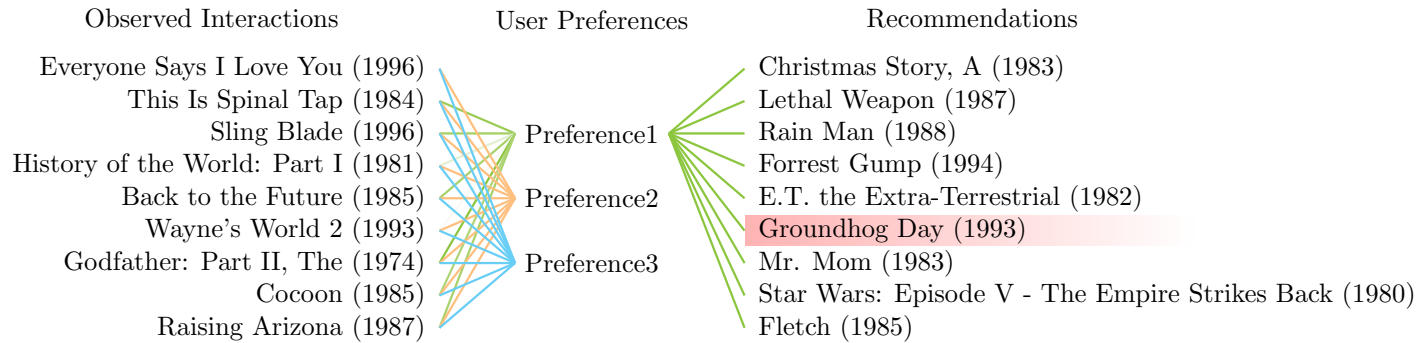 Observed Interactions
User Preferences
Recommendations
Everyone Says I Love You (1996)
This Is Spinal Tap (1984)
Sling Blade (1996)
History of the World: Part I (1981)
Back to the Future (1985)
Wayne's World 2 (1993)
Godfather: Part II, The (1974)
Cocoon (1985)
Raising Arizona (1987)
Preference1
Preference2
Preference3
Christmas Story, A (1983)
Lethal Weapon (1987)
Rain Man (1988)
Forrest Gump (1994)
E.T. the Extra-Terrestrial (1982)
Groundhog Day (1993)
Mr. Mom (1983)
Star Wars: Episode V - The Empire Strikes Back (1980)
Fletch (1985)